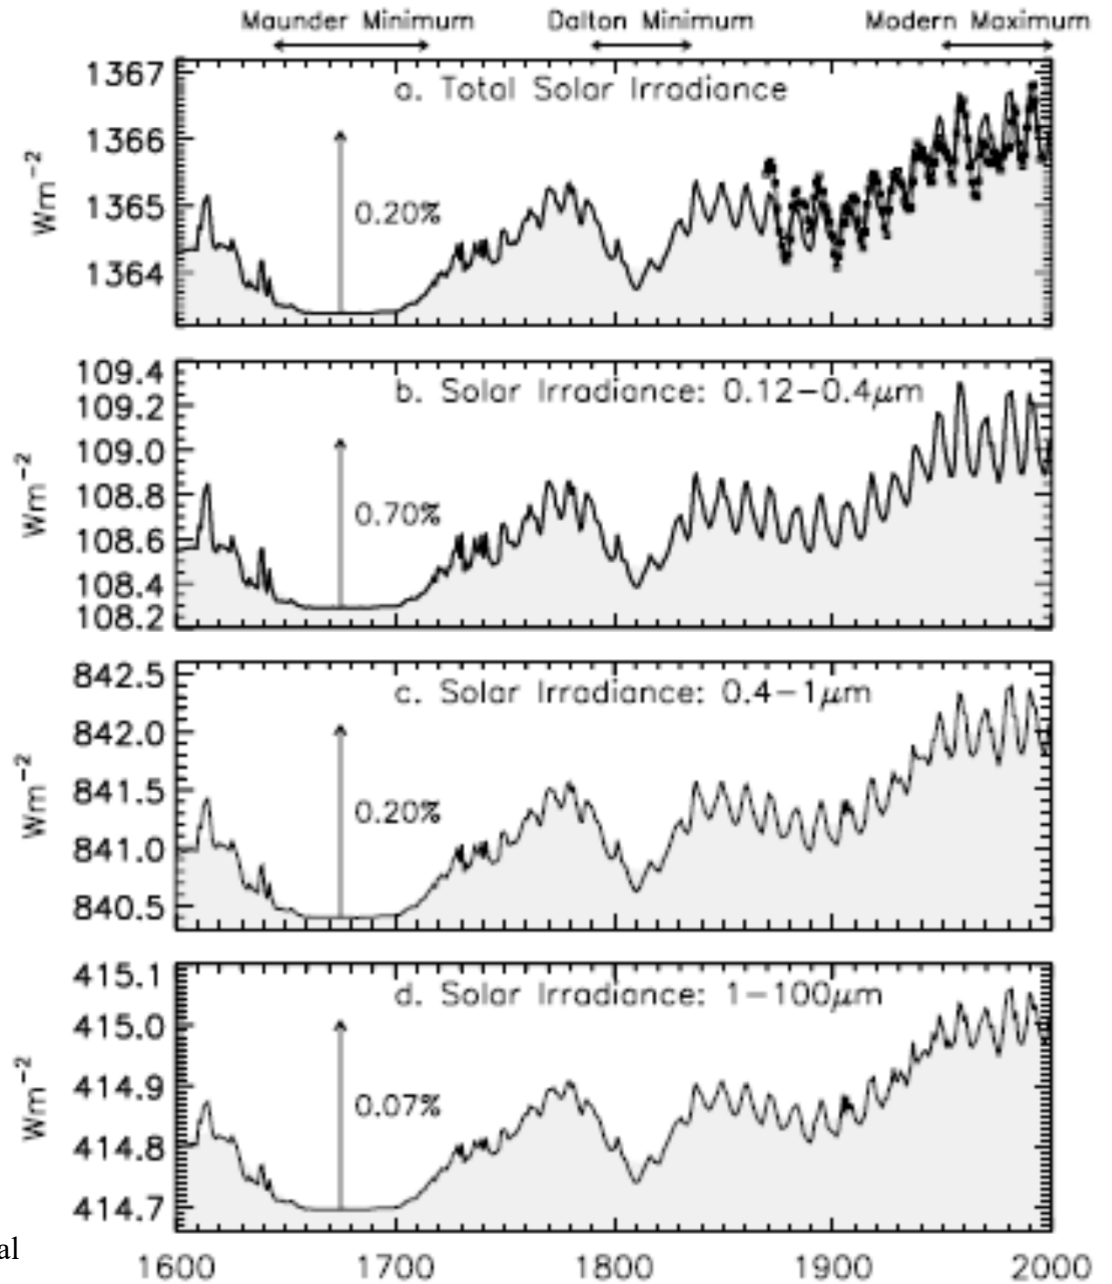 Maunder Minimum Dalton Minimum Modern Maximum
a. Total Solar Irradiance
1367
1366
1365
1364
Wm⁻²
0.20%
b. Solar Irradiance: 0.12–0.4μm
109.4
109.2
109.0
108.8
108.6
108.4
108.2
Wm⁻²
0.70%
c. Solar Irradiance: 0.4–1μm
842.5
842.0
841.5
841.0
840.5
Wm⁻²
0.20%
d. Solar Irradiance: 1–100μm
415.1
415.0
414.9
414.8
414.7
Wm⁻²
0.07%
al
1600 1700 1800 1900 2000